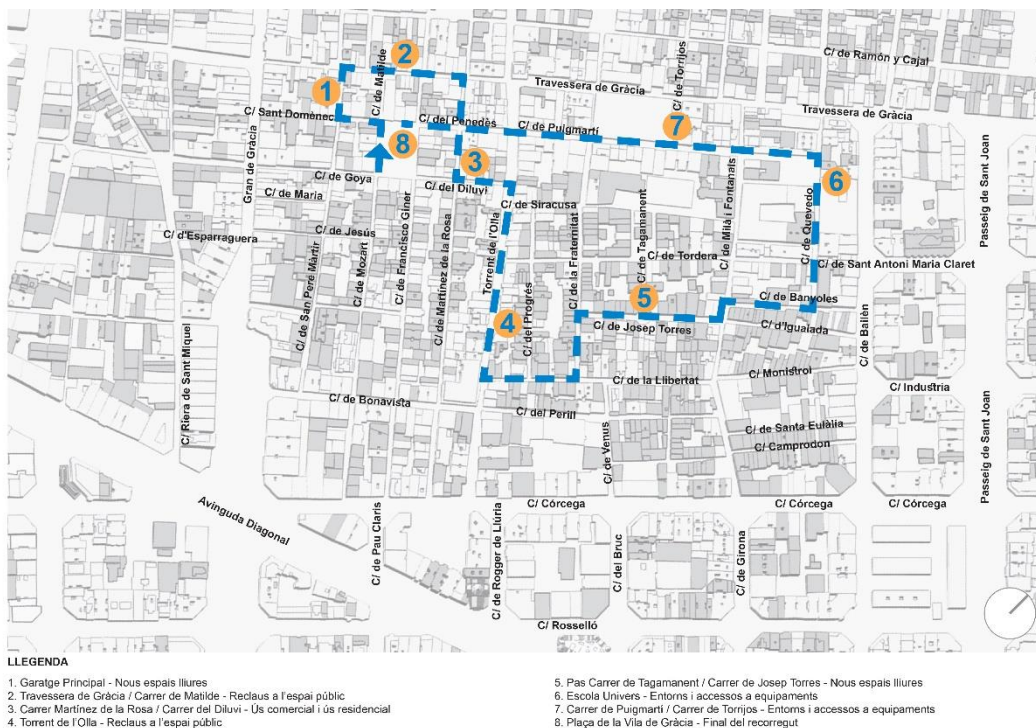 C/ de Ramón y Cajal
2
C/ de Matilde
C/ de Torrijos
Travessera de Gràcia
1
Travessera de Gràcia
C/ Sant Domènec
C/ del Penedès
C/ de Puigmartí
7
8
Gran de Gràcia
Passeig de Sant Joan
3
6
C/ de Goya
C/ del Diluvi
C/ de Maria
C/ de Siracusa
C/ de Francisco Giner
C/ de Martínez de la Rosa
Torrent de l'Olla
C/ de la Fraternitat
C/ de Tagamanent
C/ de Milà i Fontanals
C/ de Quevedo
C/ de Jesús
C/ d'Esparraguera
C/ de Tordera
C/ de Sant Antoni Maria Claret
C/ de San Pere Màrtir
C/ de Mozart
5
C/ de Banyoles
4
C/ del Progrés
C/ de Josep Torres
C/ d'Igualada
C/ de Bailèn
C/ Riera de Sant Miquel
C/ Monistrol
C/ de la Llibertat
C/ Industria
C/ de Bonavista
C/ del Perill
C/ de Venus
C/ de Santa Eulàlia
C/ Camprodon
Passeig de Sant Joan
C/ Còrcega
C/ Còrcega
C/ Còrcega
Avinguda Diagonal
C/ de Pau Claris
C/ de Rogger de Llúria
C/ del Bruc
C/ de Girona
C/ Rosselló
LLEGENDA
1. Garatge Principal - Nous espais lliures
2. Travessera de Gràcia / Carrer de Matilde - Reclaus a l'espai públic
3. Carrer Martínez de la Rosa / Carrer del Diluvi - Ús comercial i ús residencial
4. Torrent de l'Olla - Reclaus a l'espai públic
5. Pas Carrer de Tagamanent / Carrer de Josep Torres - Nous espais lliures
6. Escola Univers - Entorns i accessos a equipaments
7. Carrer de Puigmartí / Carrer de Torrijos - Entorns i accessos a equipaments
8. Plaça de la Vila de Gràcia - Final del recorregut